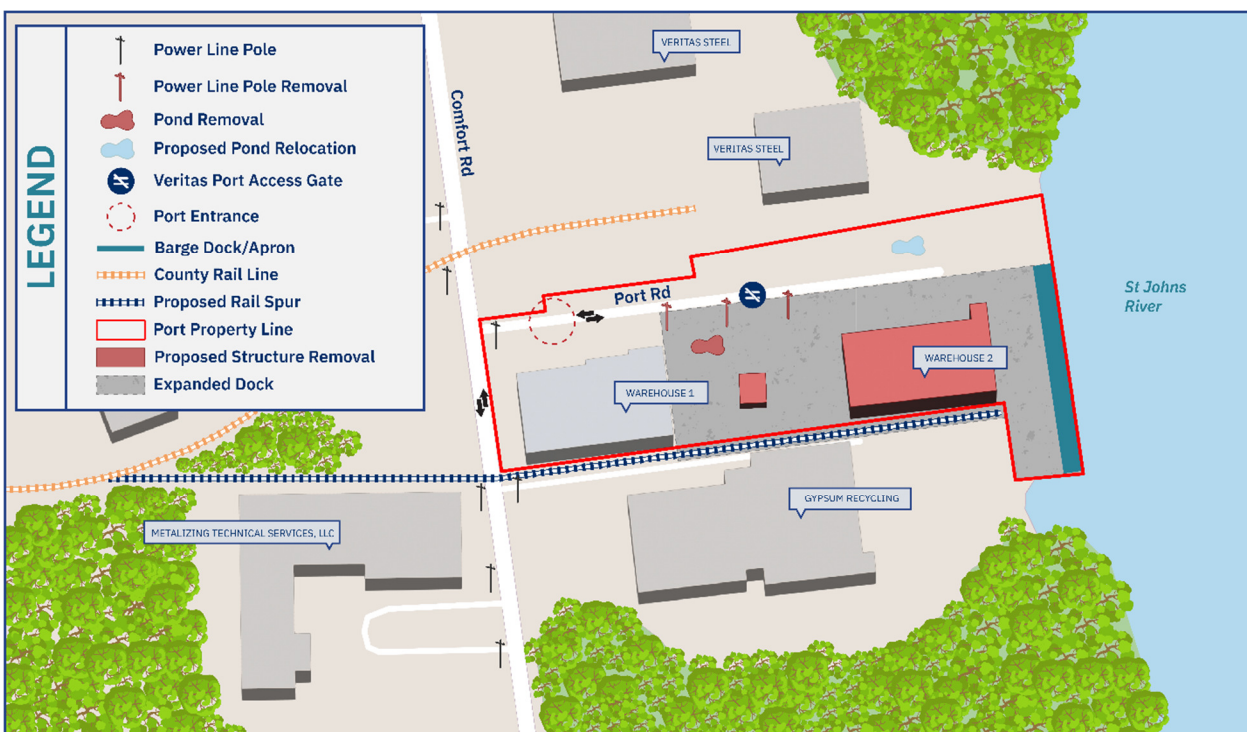 LEGEND
Power Line Pole
Power Line Pole Removal
Pond Removal
Proposed Pond Relocation
Veritas Port Access Gate
Port Entrance
Barge Dock/Apron
County Rail Line
Proposed Rail Spur
Port Property Line
Proposed Structure Removal
Expanded Dock
Comfort Rd
VERITAS STEEL
VERITAS STEEL
Port Rd
St Johns
River
WAREHOUSE 2
WAREHOUSE 1
GYPSUM RECYCLING
METALIZING TECHNICAL SERVICES, LLC